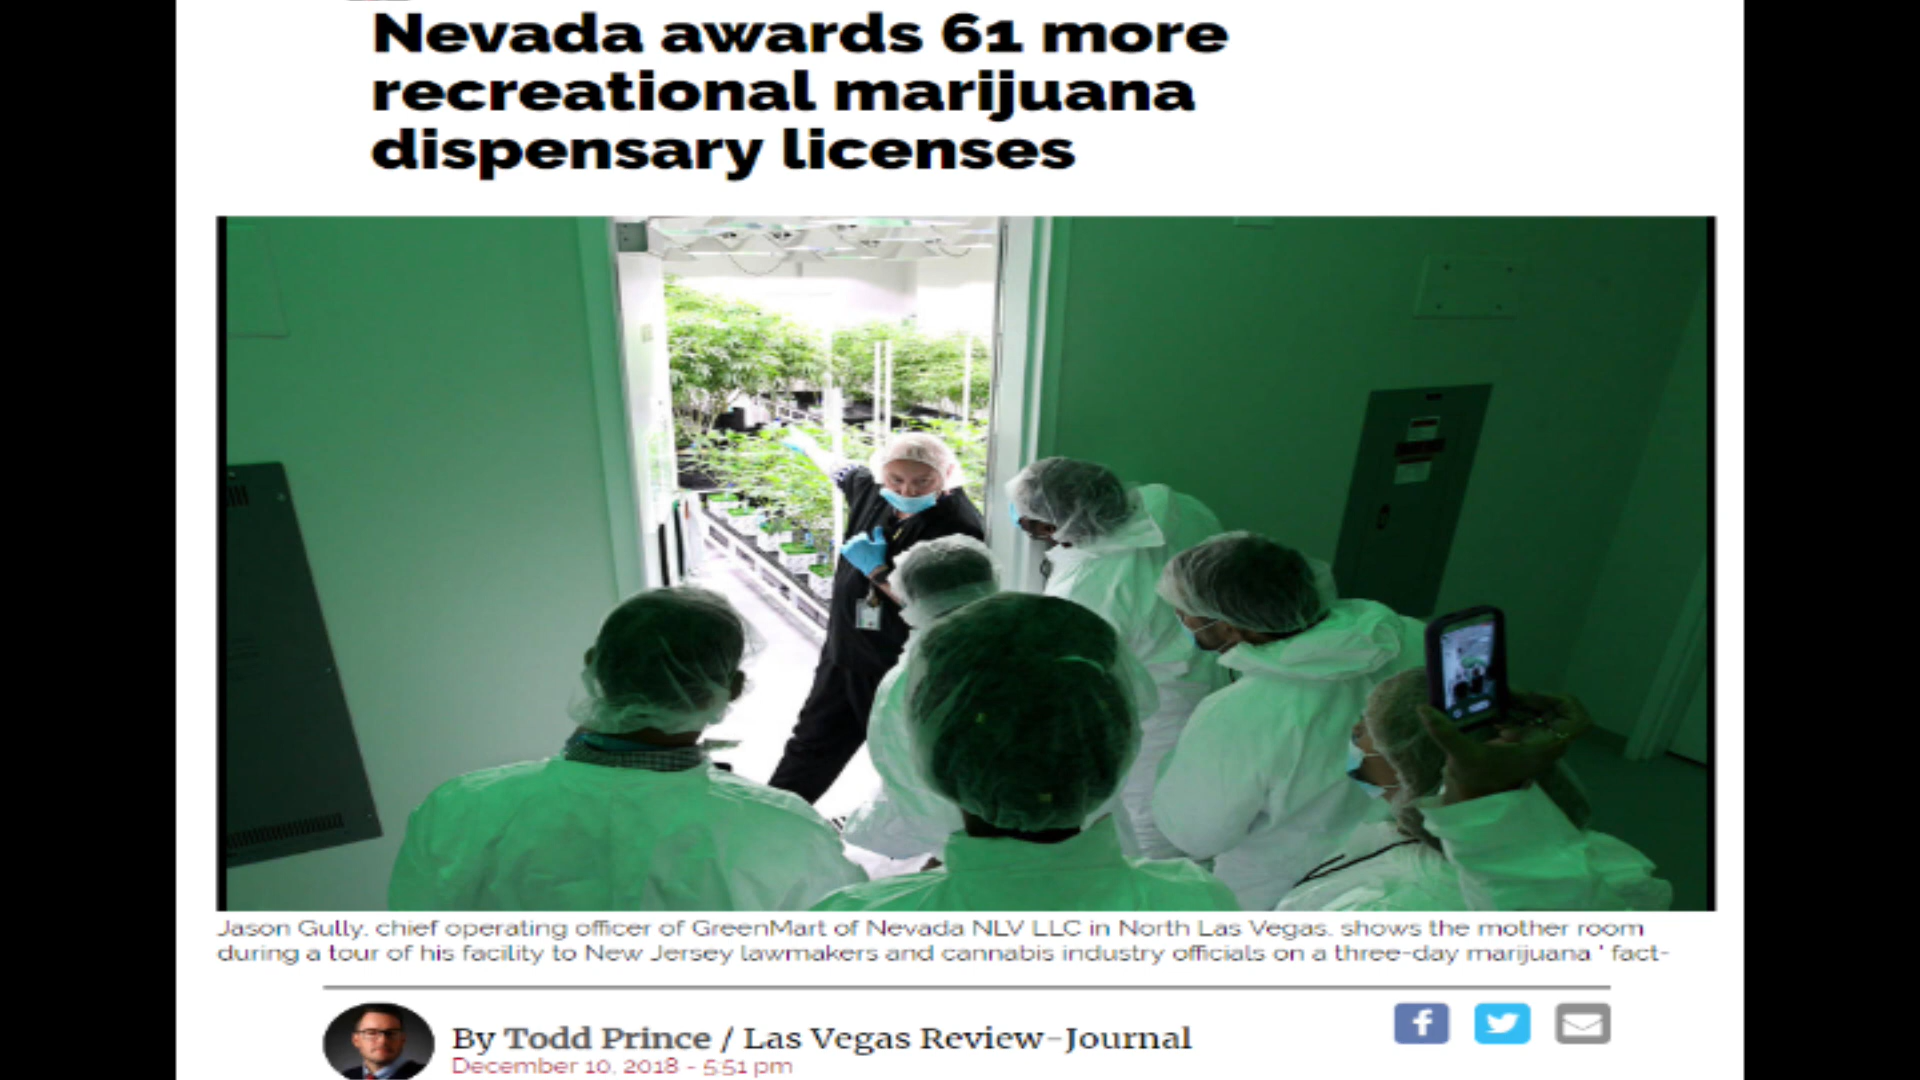 Nevada awards 61 more
recreational marijuana
dispensary licenses
Jason Gully, chief operating officer of GreenMart of Nevada NLV LLC in North Las Vegas, shows the mother room
during a tour of his facility to New Jersey lawmakers and cannabis industry officials on a three-day marijuana ' fact-
By Todd Prince / Las Vegas Review-Journal
December 10, 2018 - 5:51 pm